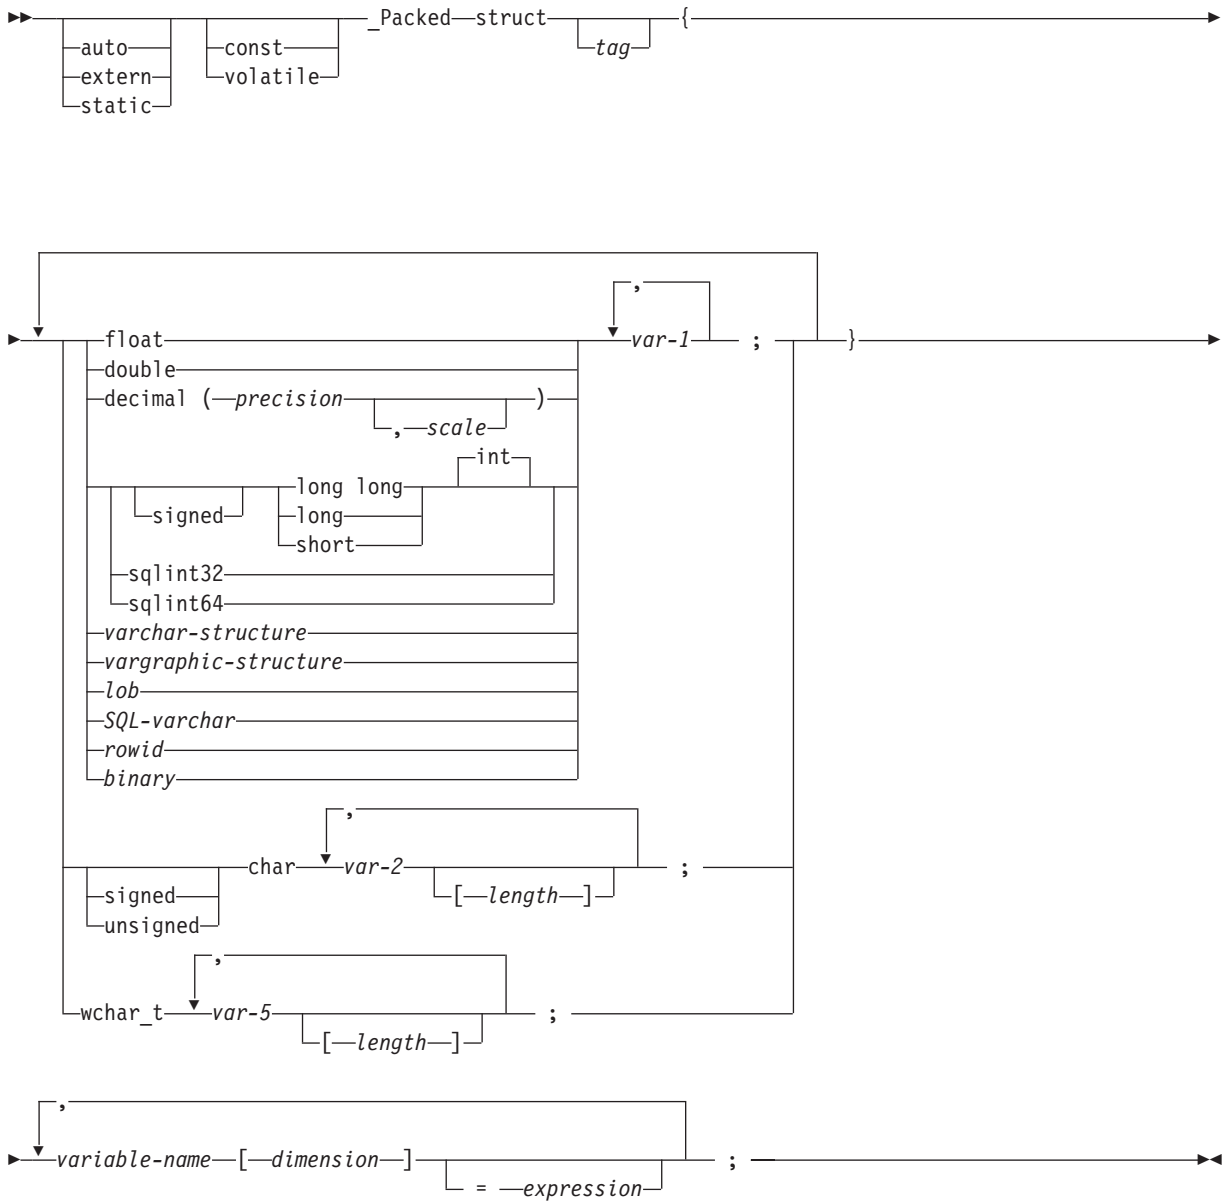 _Packed struct {
auto const tag
extern volatile
static
,
float var-1 ;  }
double
decimal ( precision )
, scale
int
long long
signed long
short
sqlint32
sqlint64
varchar-structure
vargraphic-structure
lob
SQL-varchar
rowid
binary
,
char var-2 ;
signed [ length ]
unsigned
,
wchar_t var-5 ;
[ length ]
,
variable-name [ dimension ] ;
= expression